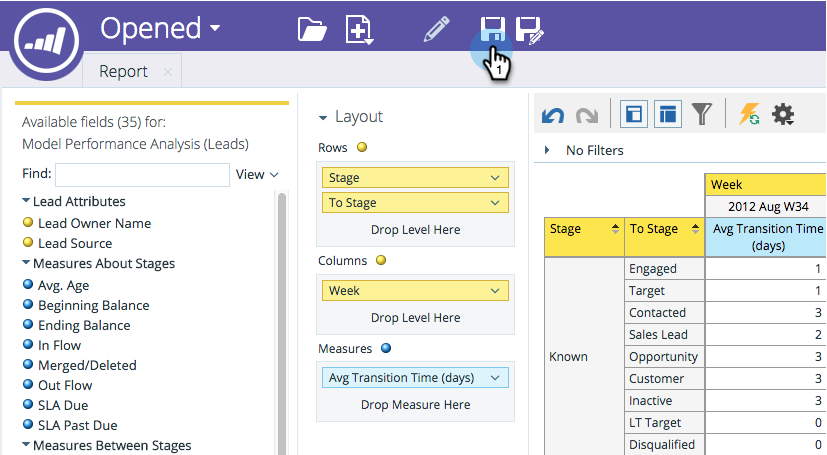 Opened
1
Report ×
Available fields (35) for:
Model Performance Analysis (Leads)
Find:
View
Lead Attributes
Lead Owner Name
Lead Source
Measures About Stages
Avg. Age
Beginning Balance
Ending Balance
In Flow
Merged/Deleted
Out Flow
SLA Due
SLA Past Due
Measures Between Stages
Layout
Rows
Stage
To Stage
Drop Level Here
Columns
Week
Drop Level Here
Measures
Avg Transition Time (days)
Drop Measure Here
No Filters
Week
2012 Aug W34
Stage To Stage Avg Transition Time
(days)
Known
Engaged 1
Target 1
Contacted 3
Sales Lead 2
Opportunity 3
Customer 3
Inactive 3
LT Target 0
Disqualified 0